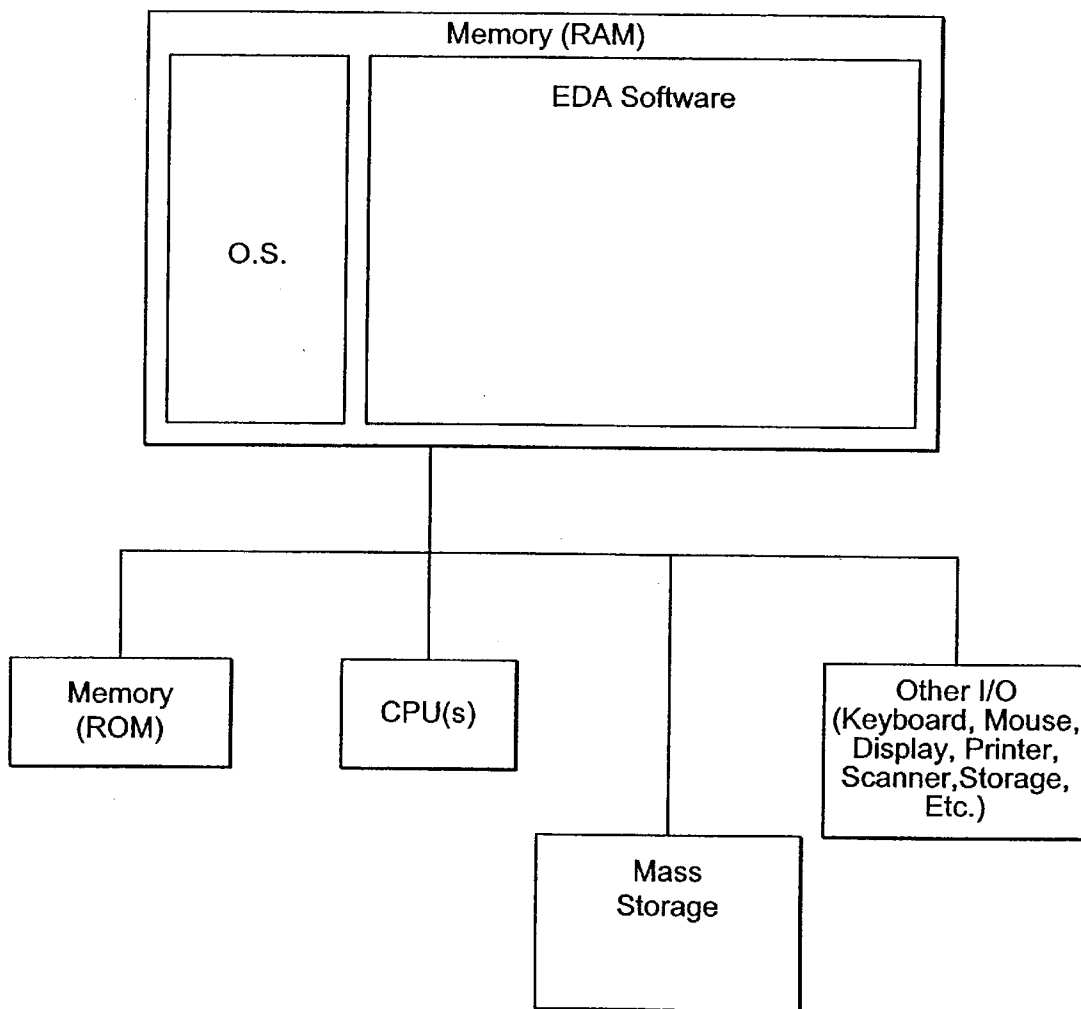 Memory (RAM)
EDA Software
O.S.
Memory
(ROM)
CPU(s)
Other I/O
(Keyboard, Mouse,
Display, Printer,
Scanner,Storage,
Etc.)
Mass
Storage